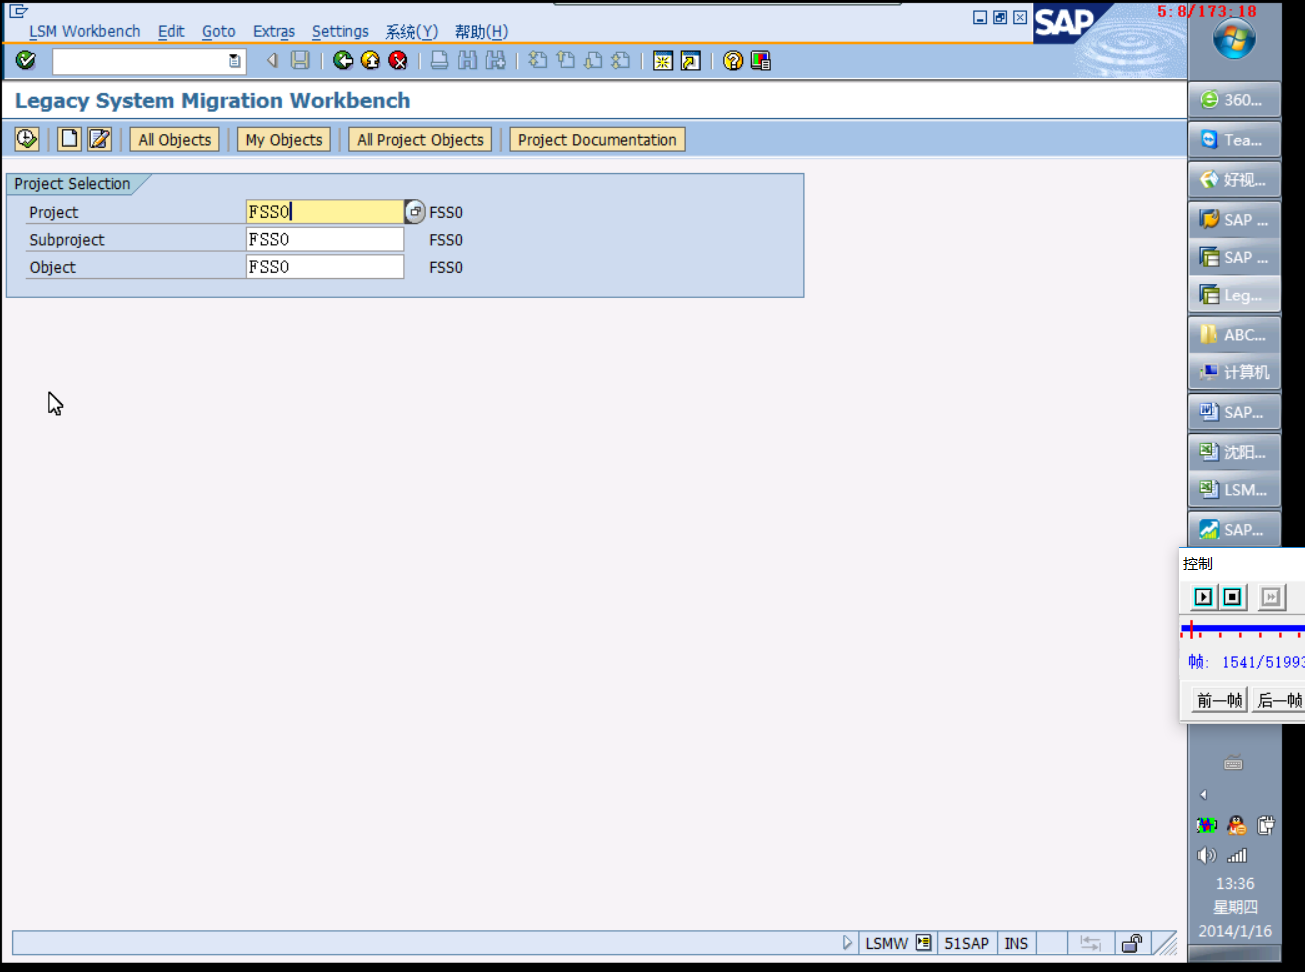 5:8/173:18
LSM Workbench Edit Goto Extras Settings 系统(Y) 帮助(H)
SAP
Legacy System Migration Workbench
All Objects My Objects All Project Objects Project Documentation
Project Selection
Project FSS0 FSS0
Subproject FSS0 FSS0
Object FSS0 FSS0
360...
Tea...
好视...
SAP ...
SAP ...
Leg...
ABC...
计算机
SAP...
沈阳...
LSM...
SAP...
控制
帧: 1541/51993
前一帧 后一帧
13:36
星期四
2014/1/16
LSMW 51SAP INS